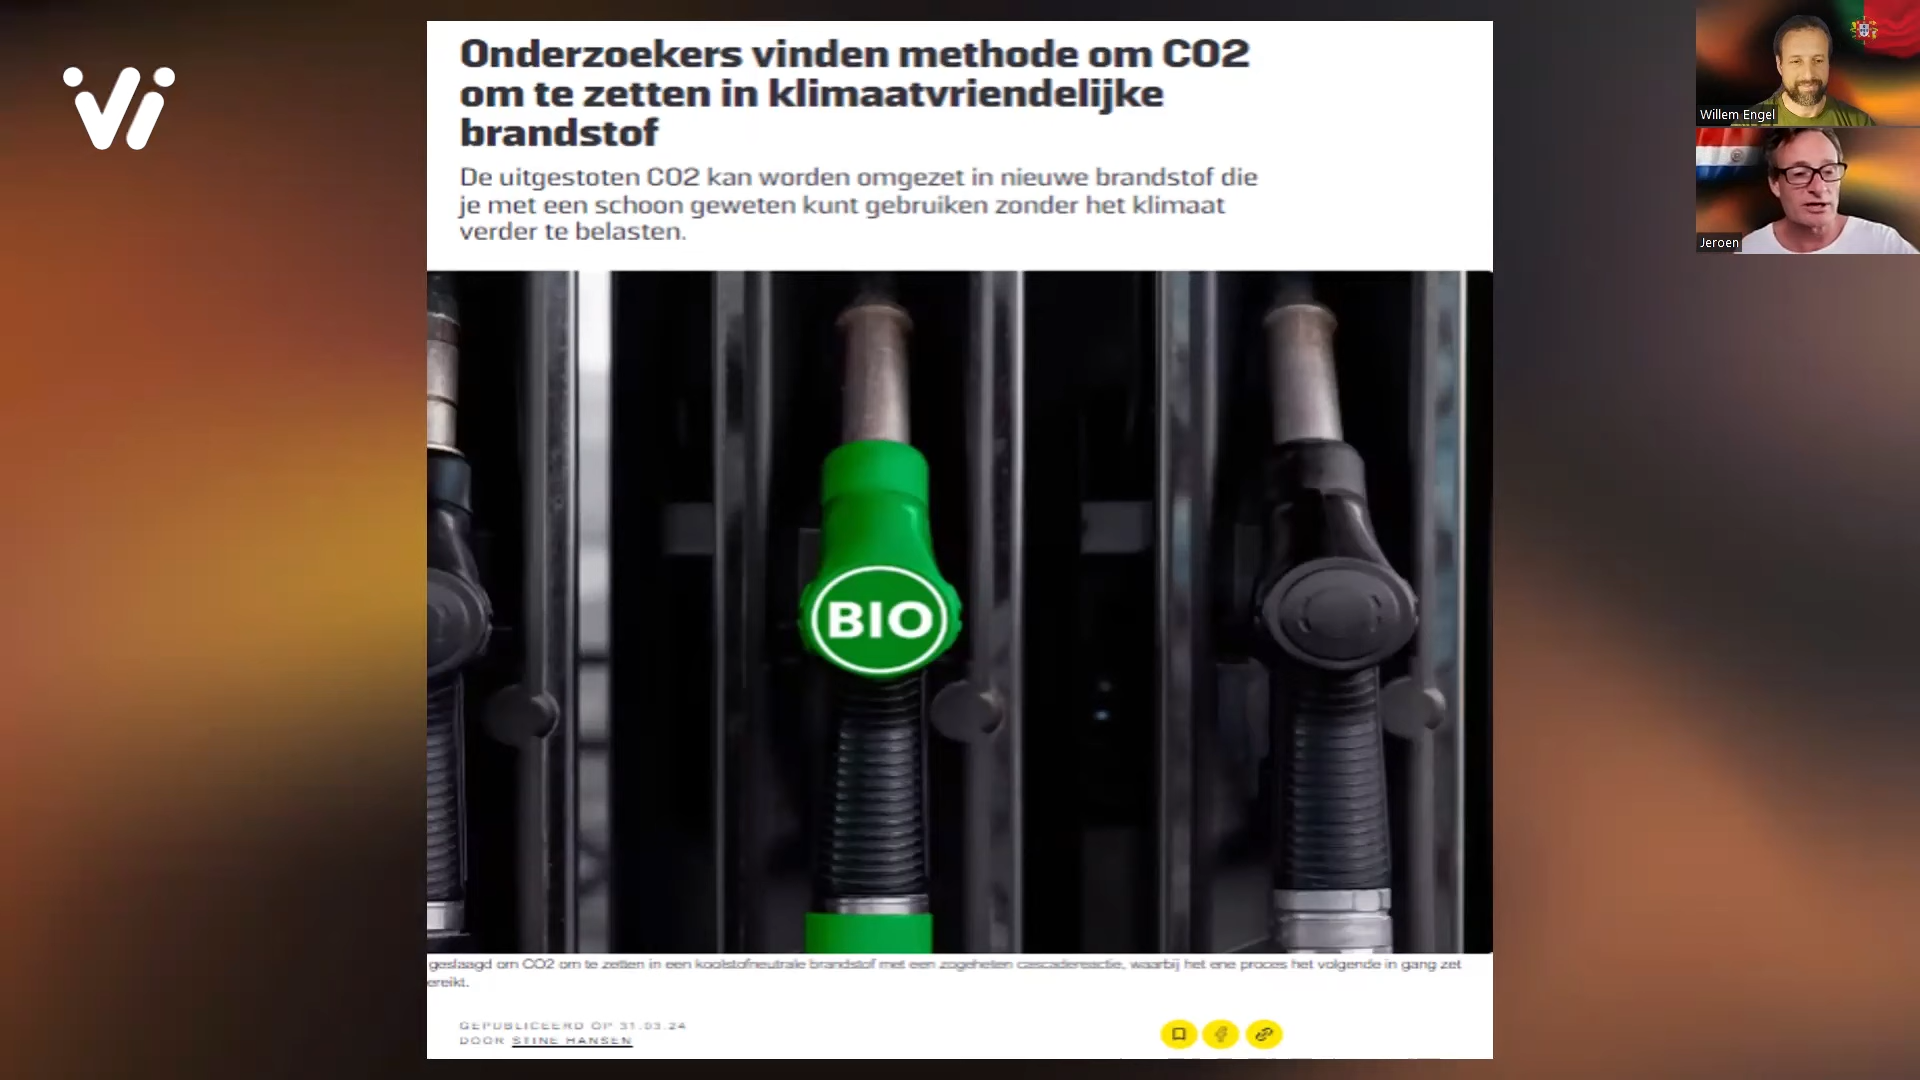 Onderzoekers vinden methode om CO2
om te zetten in klimaatvriendelijke
brandstof
De uitgestoten CO2 kan worden omgezet in nieuwe brandstof die
je met een schoon geweten kunt gebruiken zonder het klimaat
verder te belasten.
BIO
geslaagd om CO2 om te zetten in een koolstofneutrale brandstof met een zogeheten cascadereactie, waarbij het ene proces het volgende in gang zet
ereikt.
GEPUBLICEERD OP 31.03.24
DOOR STINE HANSEN
Willem Engel
Jeroen